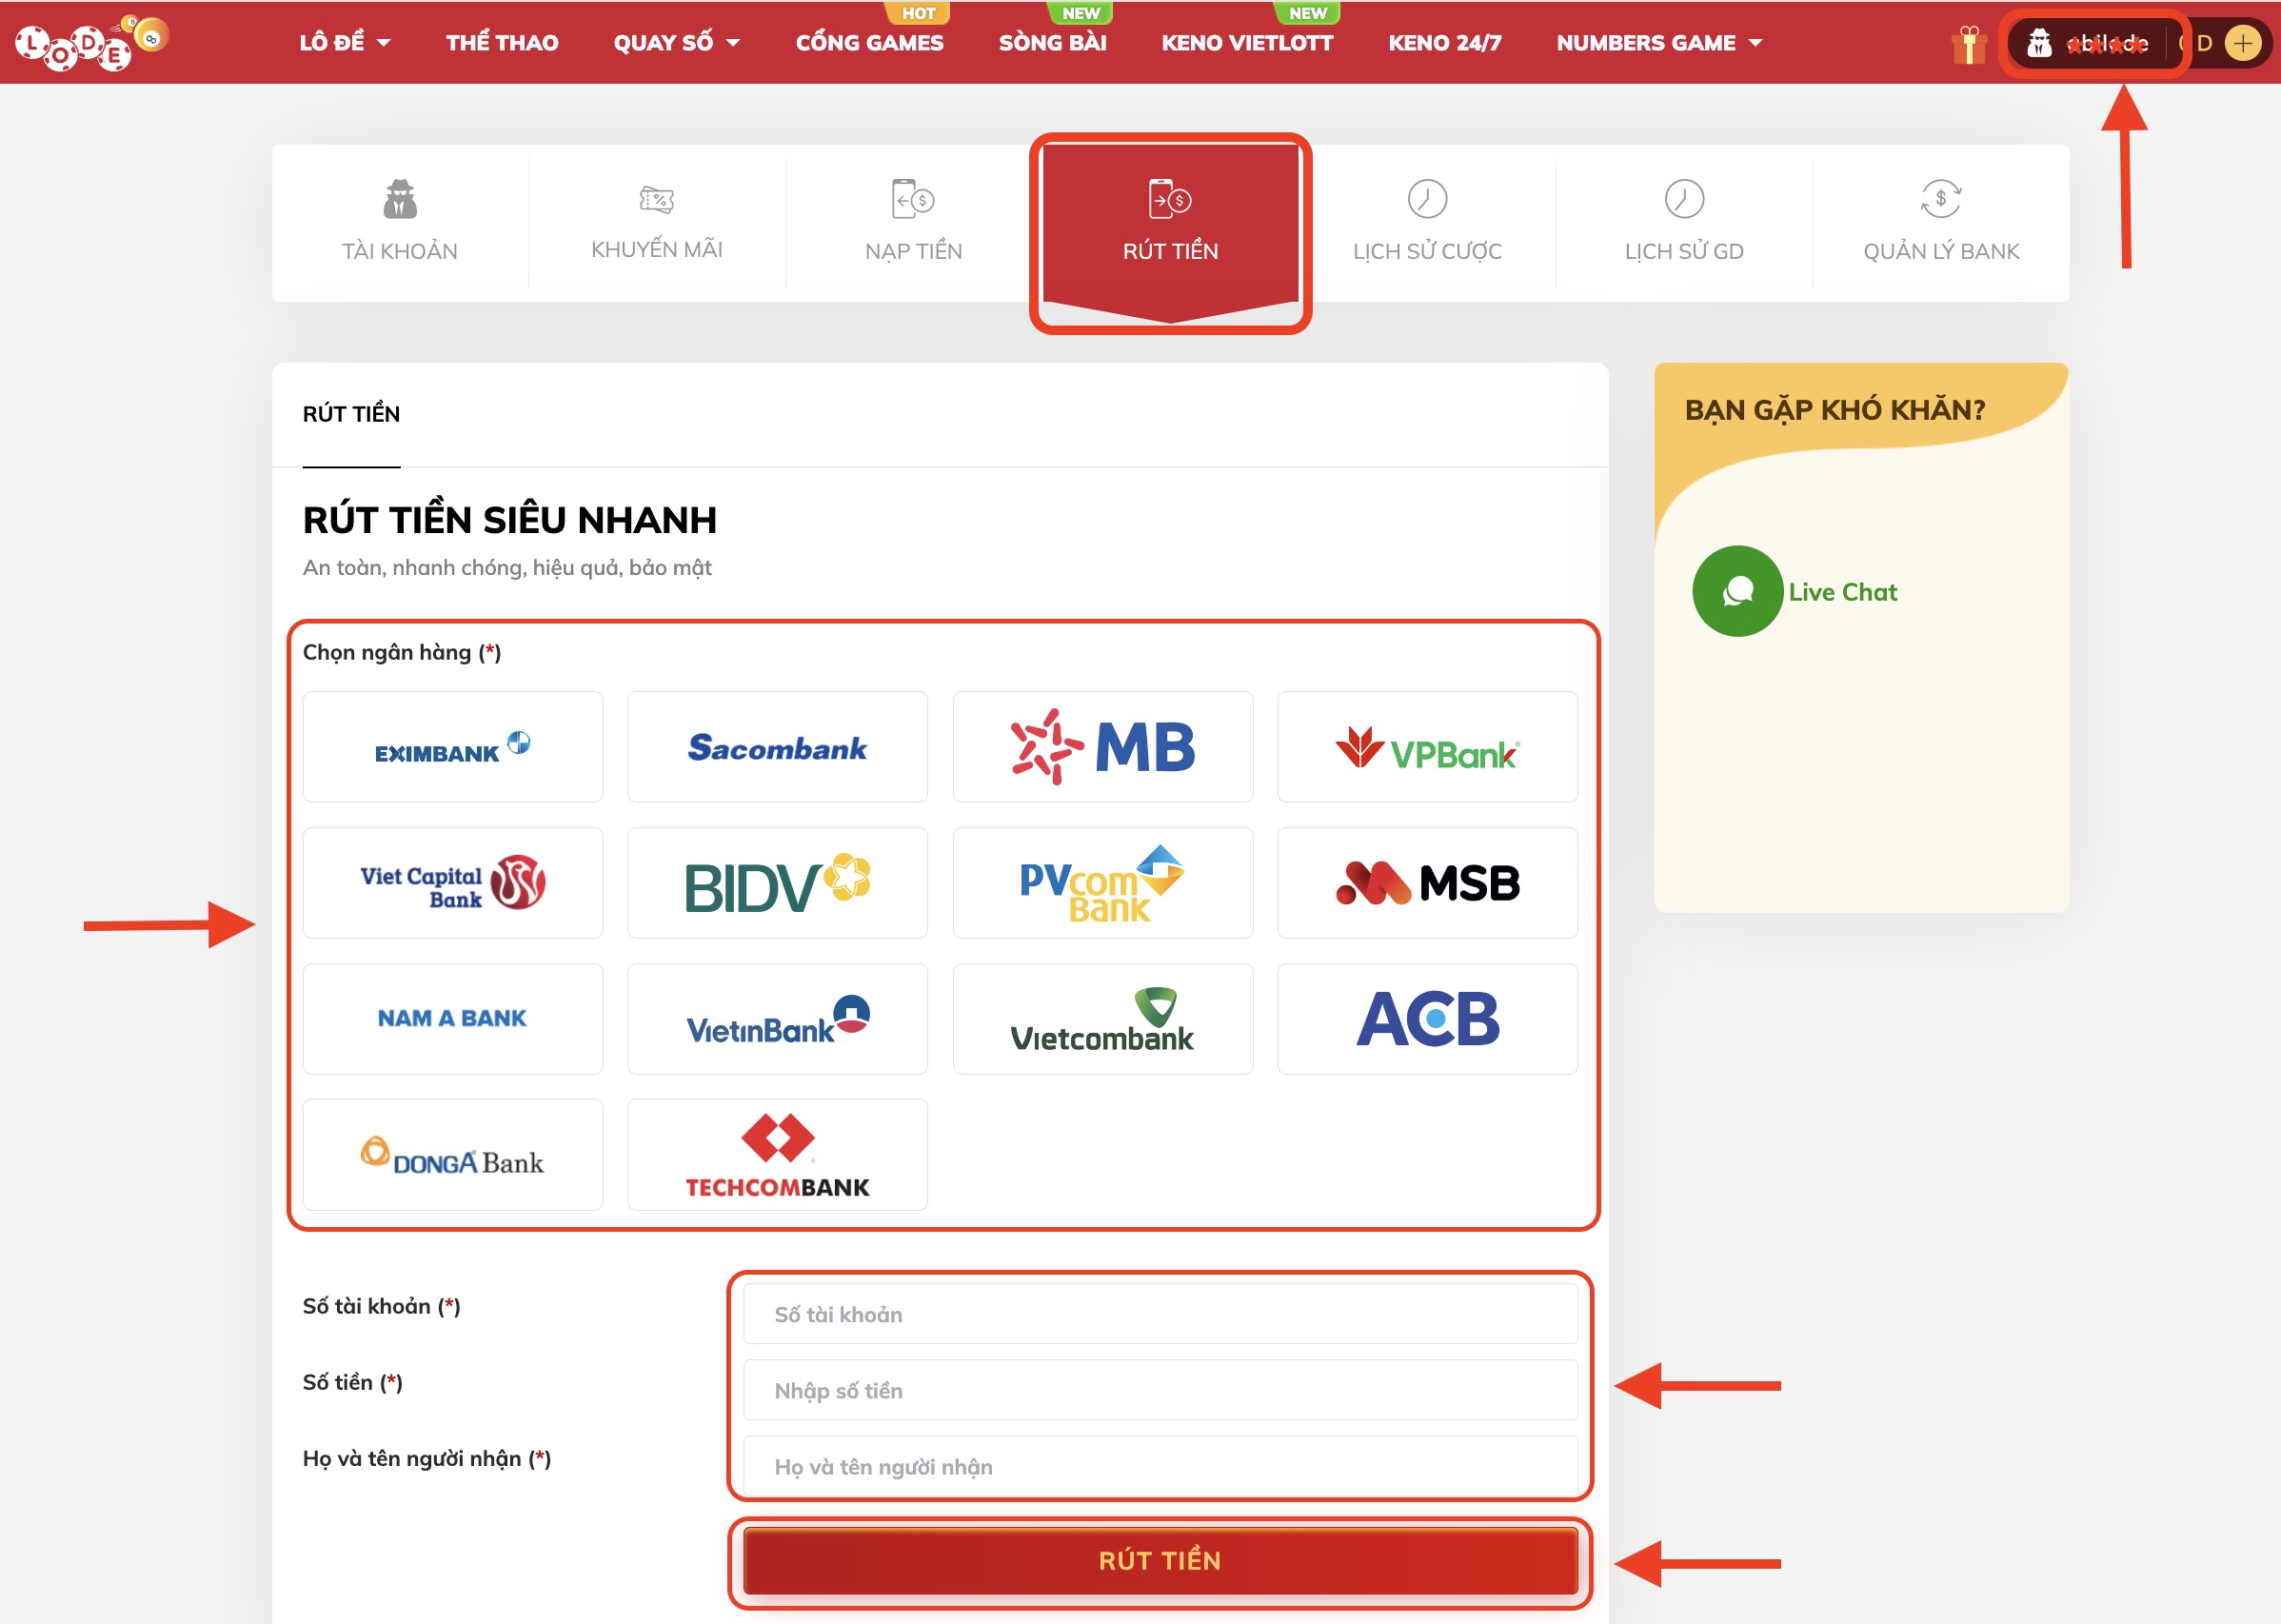 LODE
LÔ ĐỀ
THỂ THAO
QUAY SỐ
HOT
CỔNG GAMES
NEW
SÒNG BÀI
NEW
KENO VIETLOTT
KENO 24/7
NUMBERS GAME
D
TÀI KHOẢN
KHUYẾN MÃI
NẠP TIỀN
RÚT TIỀN
LỊCH SỬ CƯỢC
LỊCH SỬ GD
QUẢN LÝ BANK
RÚT TIỀN
RÚT TIỀN SIÊU NHANH
An toàn, nhanh chóng, hiệu quả, bảo mật
Chọn ngân hàng (*)
EXIMBANK
Sacombank
MB
VPBank
Viet Capital
Bank
BIDV
PVcom
Bank
MSB
NAM A BANK
VietinBank
Vietcombank
ACB
DONGA Bank
TECHCOMBANK
Số tài khoản (*)
Số tài khoản
Số tiền (*)
Nhập số tiền
Họ và tên người nhận (*)
Họ và tên người nhận
RÚT TIỀN
BẠN GẶP KHÓ KHĂN?
Live Chat